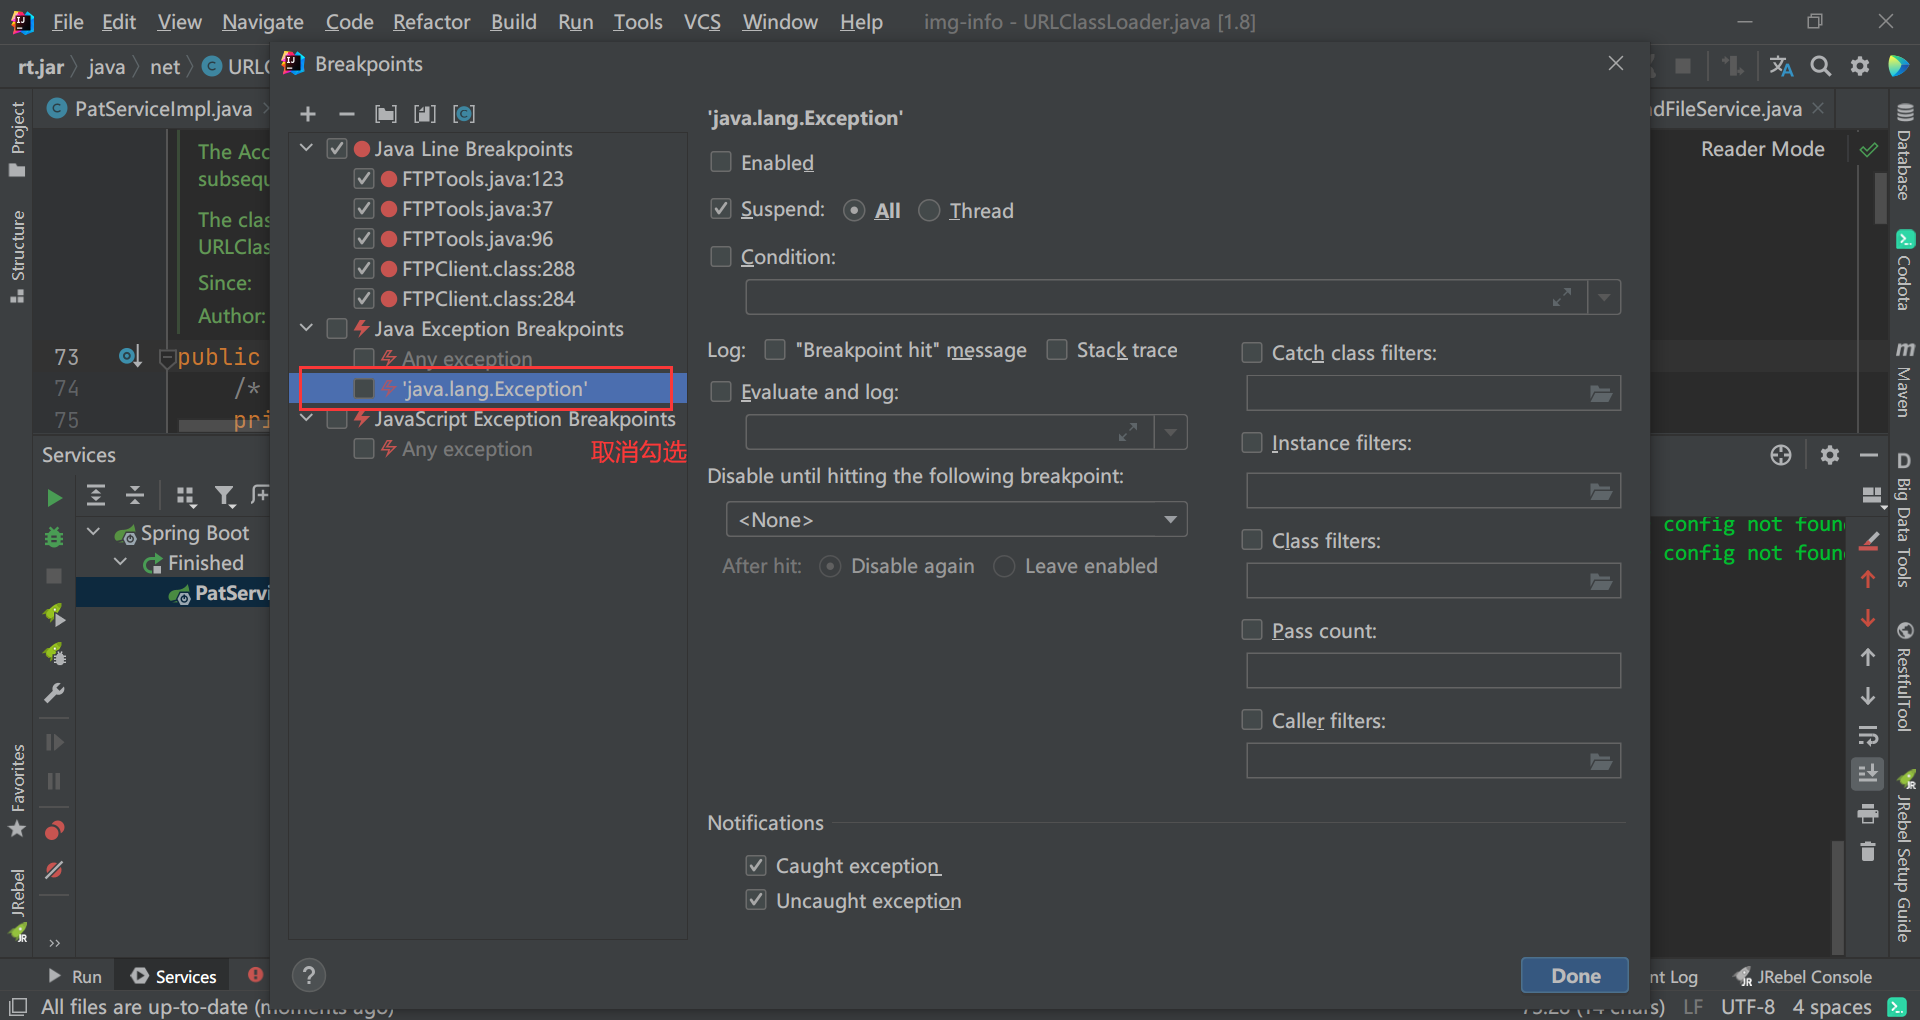 File Edit View Navigate Code Refactor Build Run Tools VCS Window Help img-info - URLClassLoader.java [1.8]
rt.jar java net URLC
PatServiceImpl.java
dFileService.java
Reader Mode
The Acc
subsequ
The clas
URLClas
Since:
Author:
73 public
74 /*
75 pri
Breakpoints
Java Line Breakpoints
FTPTools.java:123
FTPTools.java:37
FTPTools.java:96
FTPClient.class:288
FTPClient.class:284
Java Exception Breakpoints
Any exception
'java.lang.Exception'
JavaScript Exception Breakpoints
Any exception
取消勾选
'java.lang.Exception'
Enabled
Suspend: All Thread
Condition:
Log: "Breakpoint hit" message Stack trace
Evaluate and log:
Disable until hitting the following breakpoint:
<None>
After hit: Disable again Leave enabled
Catch class filters:
Instance filters:
Class filters:
Pass count:
Caller filters:
Notifications
Caught exception
Uncaught exception
? Done
Services
Spring Boot
Finished
PatServi
config not foun
config not foun
Project
Structure
Favorites
JRebel
Database
Codota
m Maven
D Big Data Tools
RestfulTool
JRebel Setup Guide
Run Services nt Log JRebel Console
All files are up-to-date (moments ago) LF UTF-8 4 spaces